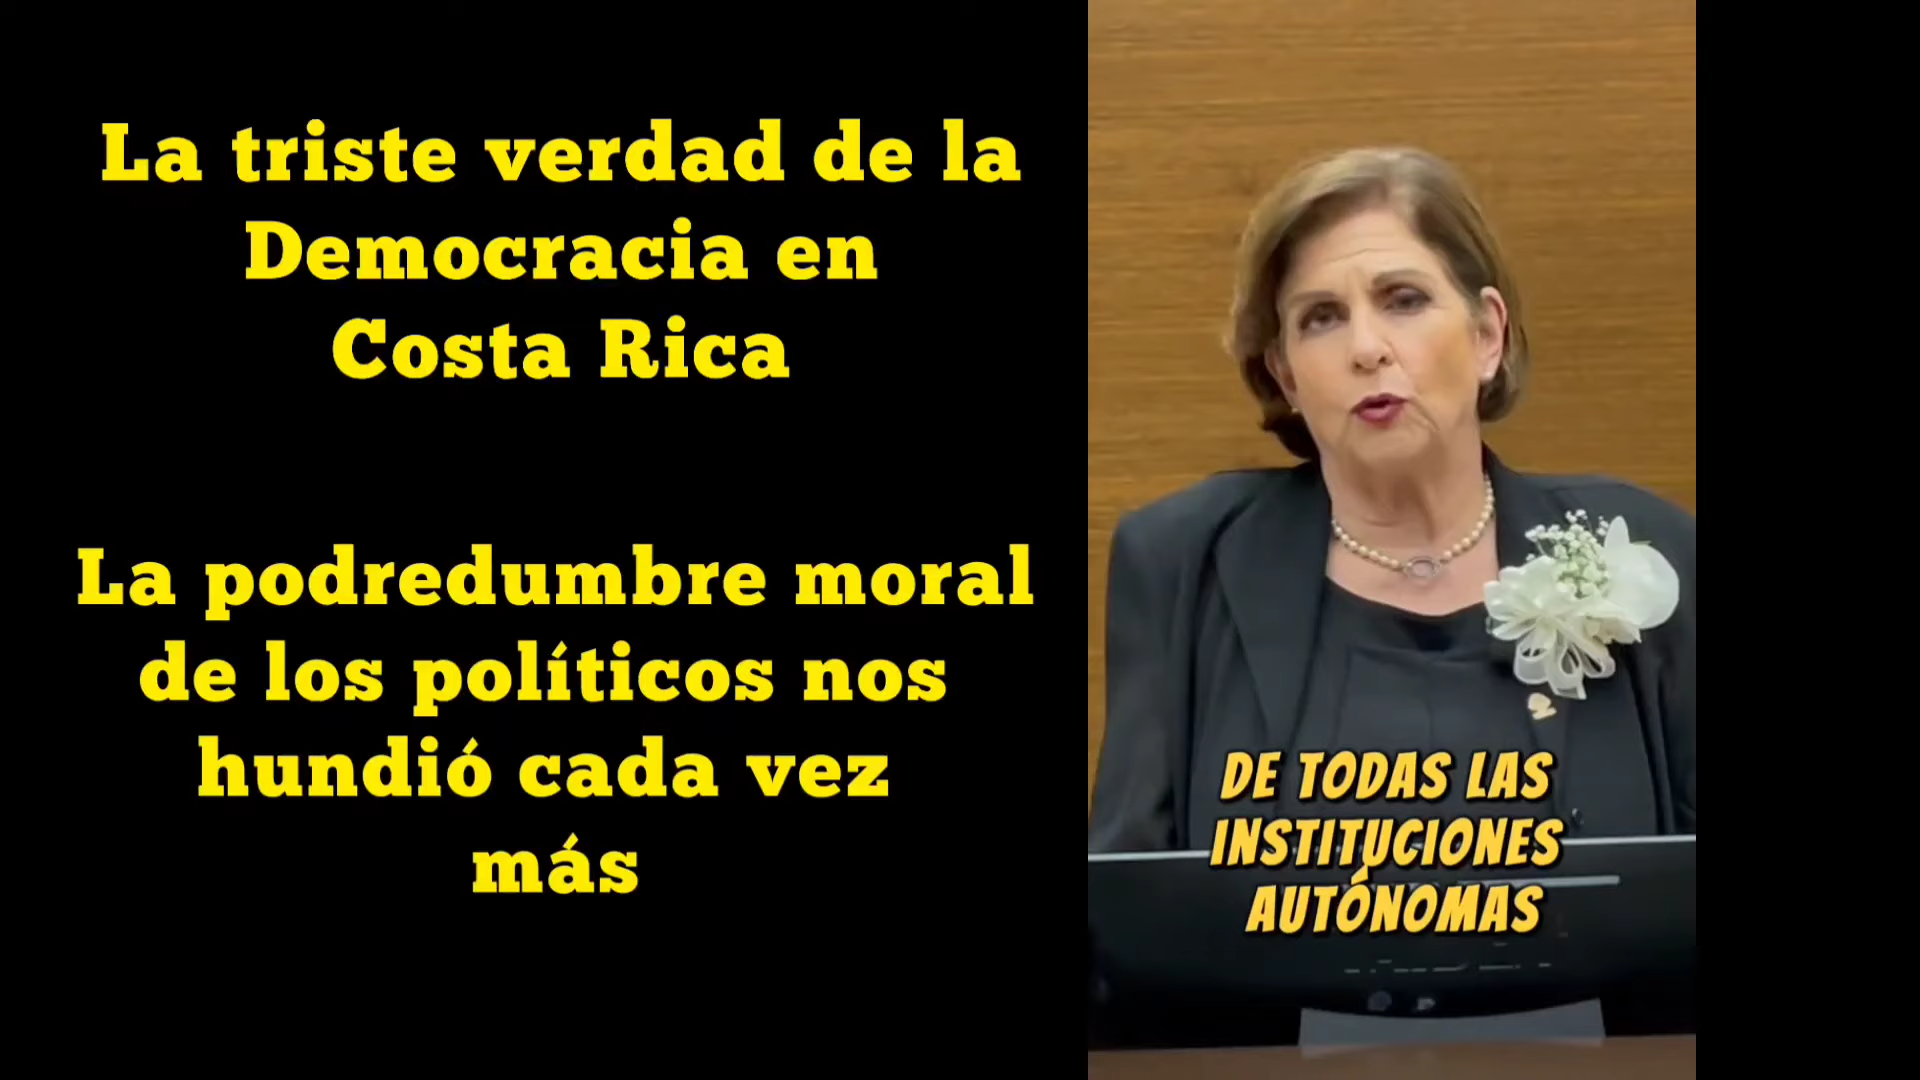 La triste verdad de la
Democracia en
Costa Rica
La podredumbre moral
de los políticos nos
hundió cada vez
más
DE TODAS LAS
INSTITUCIONES
AUTÓNOMAS